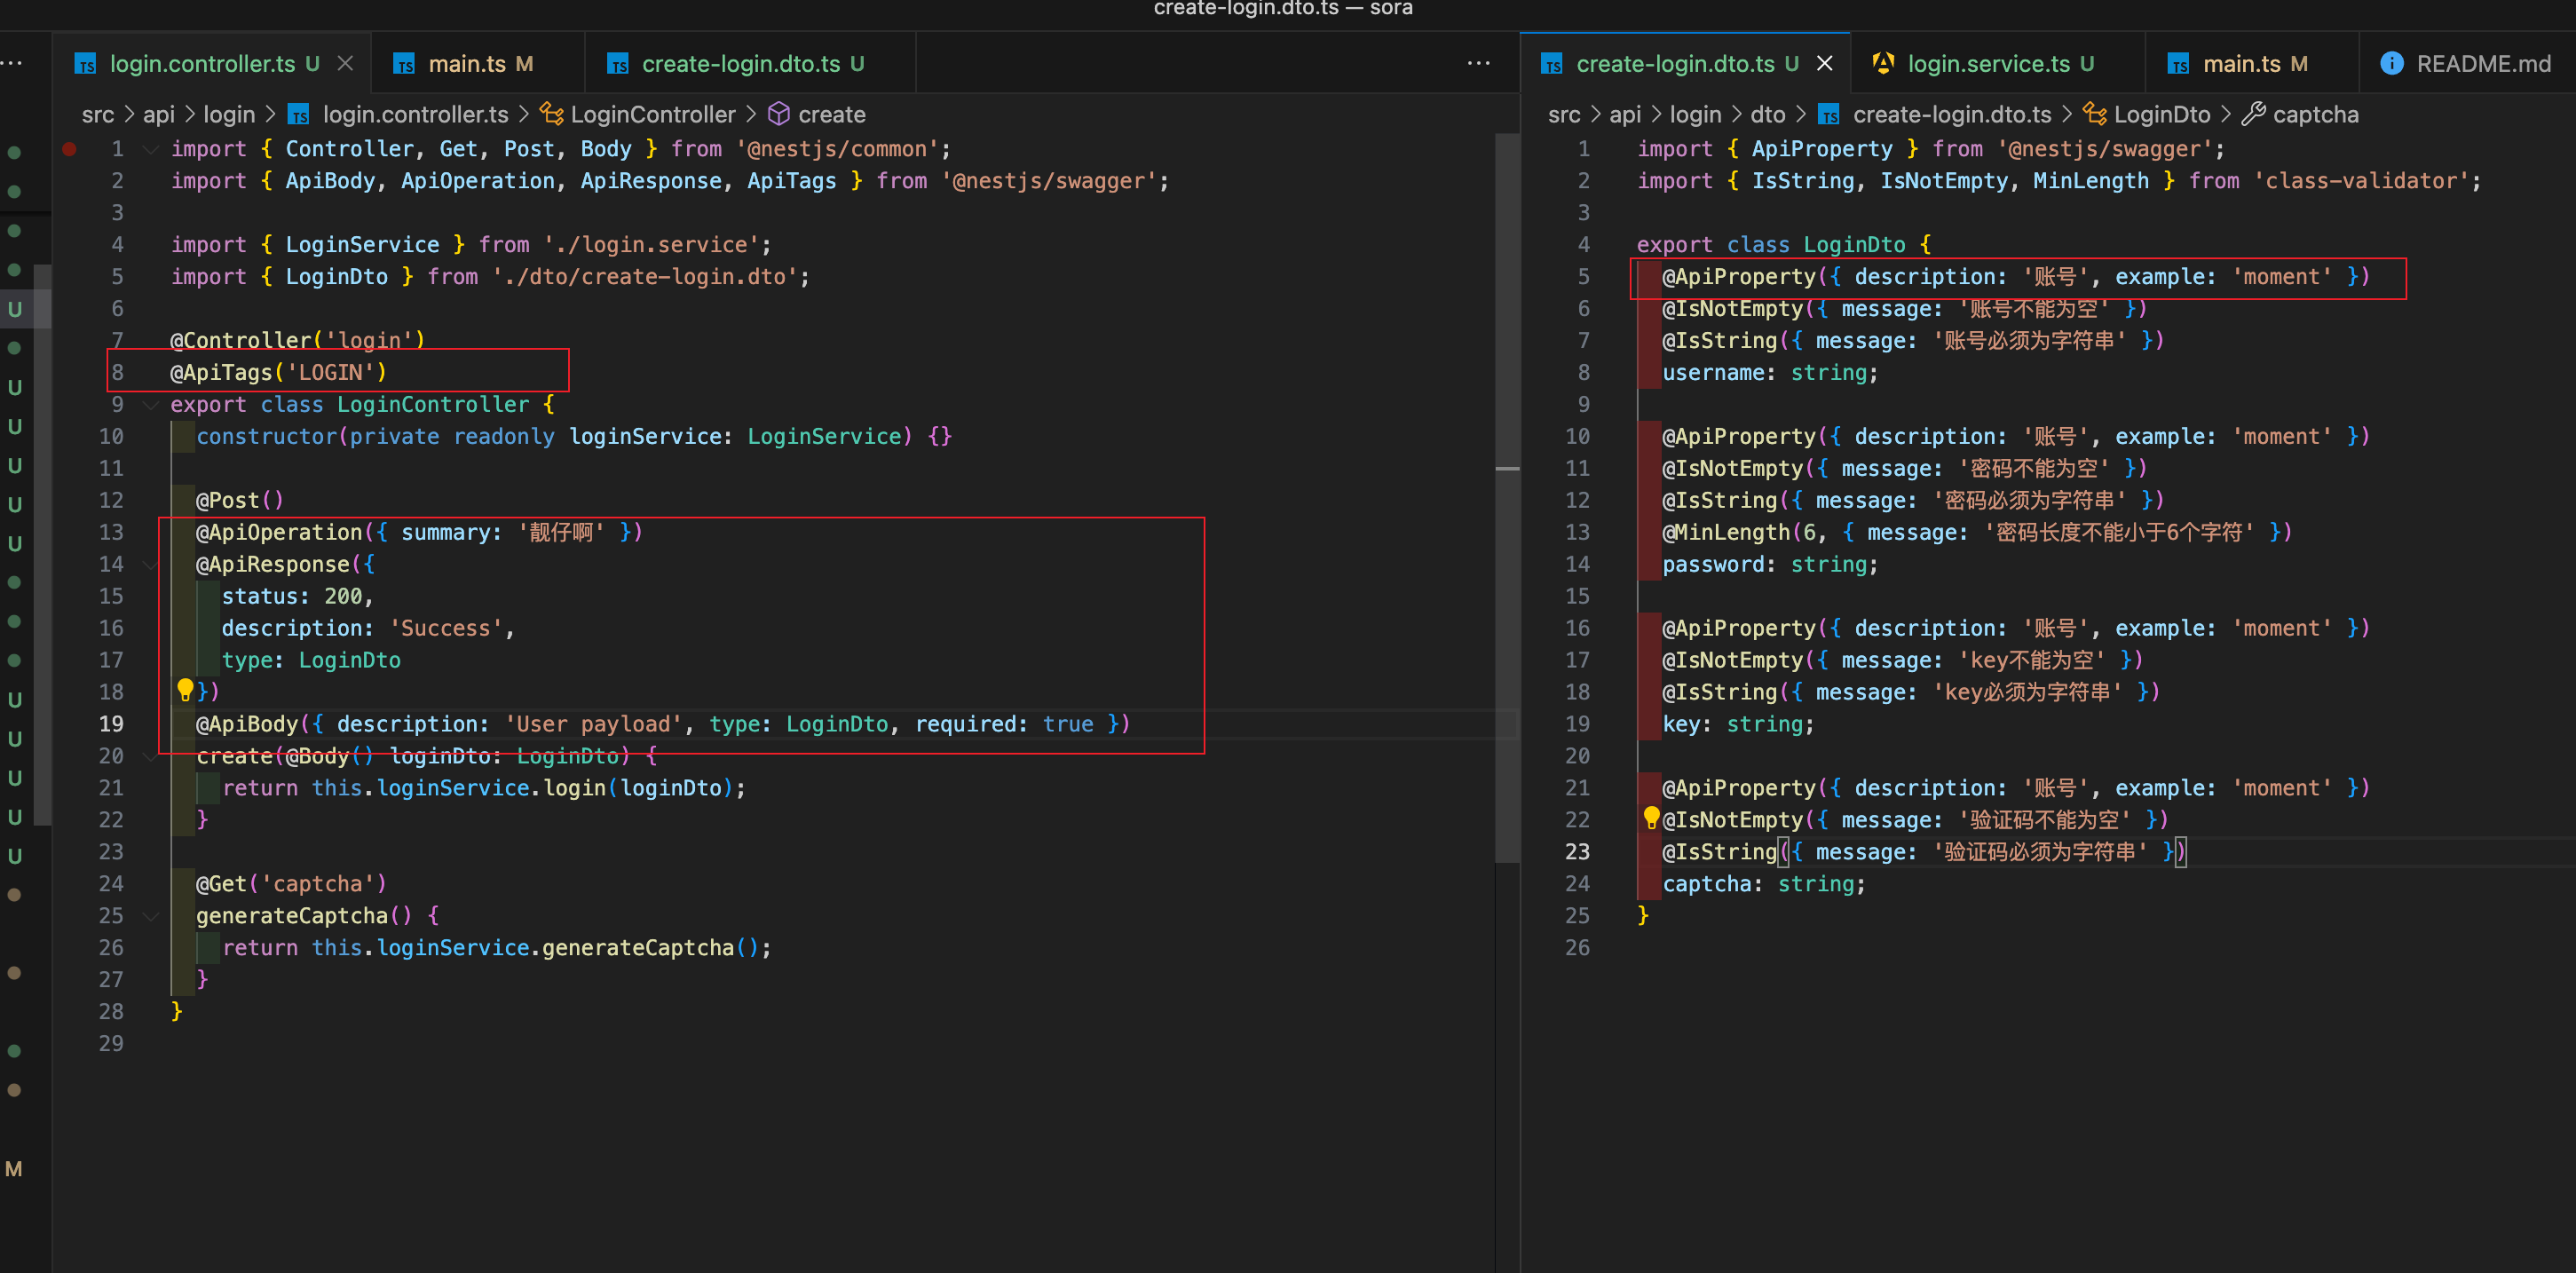 create-login.dto.ts — sora
login.controller.ts U
main.ts M
create-login.dto.ts U
src > api > login > login.controller.ts > LoginController > create
1 import { Controller, Get, Post, Body } from '@nestjs/common';
2 import { ApiBody, ApiOperation, ApiResponse, ApiTags } from '@nestjs/swagger';
3
4 import { LoginService } from './login.service';
5 import { LoginDto } from './dto/create-login.dto';
6
7 @Controller('login')
8 @ApiTags('LOGIN')
9 export class LoginController {
10 constructor(private readonly loginService: LoginService) {}
11
12 @Post()
13 @ApiOperation({ summary: '靓仔啊' })
14 @ApiResponse({
15 status: 200,
16 description: 'Success',
17 type: LoginDto
18 })
19 @ApiBody({ description: 'User payload', type: LoginDto, required: true })
20 create(@Body() loginDto: LoginDto) {
21 return this.loginService.login(loginDto);
22 }
23
24 @Get('captcha')
25 generateCaptcha() {
26 return this.loginService.generateCaptcha();
27 }
28 }
29
create-login.dto.ts U
login.service.ts U
main.ts M
README.md
src > api > login > dto > create-login.dto.ts > LoginDto > captcha
1 import { ApiProperty } from '@nestjs/swagger';
2 import { IsString, IsNotEmpty, MinLength } from 'class-validator';
3
4 export class LoginDto {
5 @ApiProperty({ description: '账号', example: 'moment' })
6 @IsNotEmpty({ message: '账号不能为空' })
7 @IsString({ message: '账号必须为字符串' })
8 username: string;
9
10 @ApiProperty({ description: '账号', example: 'moment' })
11 @IsNotEmpty({ message: '密码不能为空' })
12 @IsString({ message: '密码必须为字符串' })
13 @MinLength(6, { message: '密码长度不能小于6个字符' })
14 password: string;
15
16 @ApiProperty({ description: '账号', example: 'moment' })
17 @IsNotEmpty({ message: 'key不能为空' })
18 @IsString({ message: 'key必须为字符串' })
19 key: string;
20
21 @ApiProperty({ description: '账号', example: 'moment' })
22 @IsNotEmpty({ message: '验证码不能为空' })
23 @IsString({ message: '验证码必须为字符串' })
24 captcha: string;
25 }
26
U
U
U
U
U
U
U
U
U
U
U
M